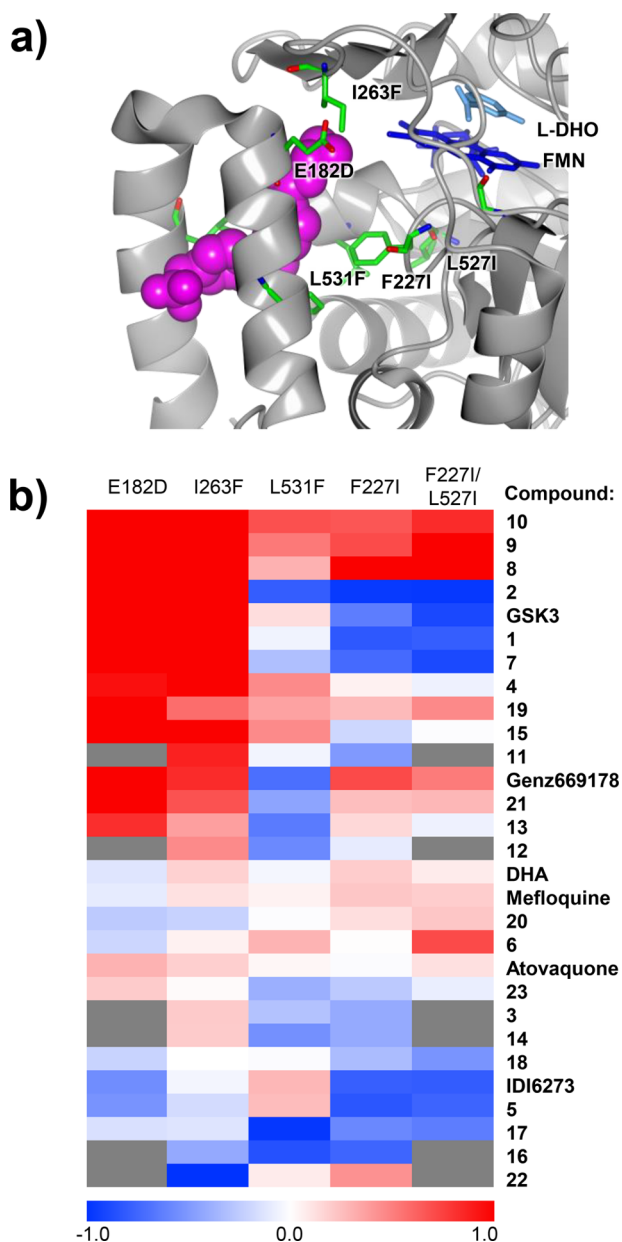 a)
I263F
L-DHO
FMN
E182D
L531F F227I L527I
b)
E182D I263F L531F F227I F227I/
L527I
Compound:
10
9
8
2
GSK3
1
7
4
19
15
11
Genz669178
21
13
12
DHA
Mefloquine
20
6
Atovaquone
23
3
14
18
IDI6273
5
17
16
22
-1.0 0.0 1.0